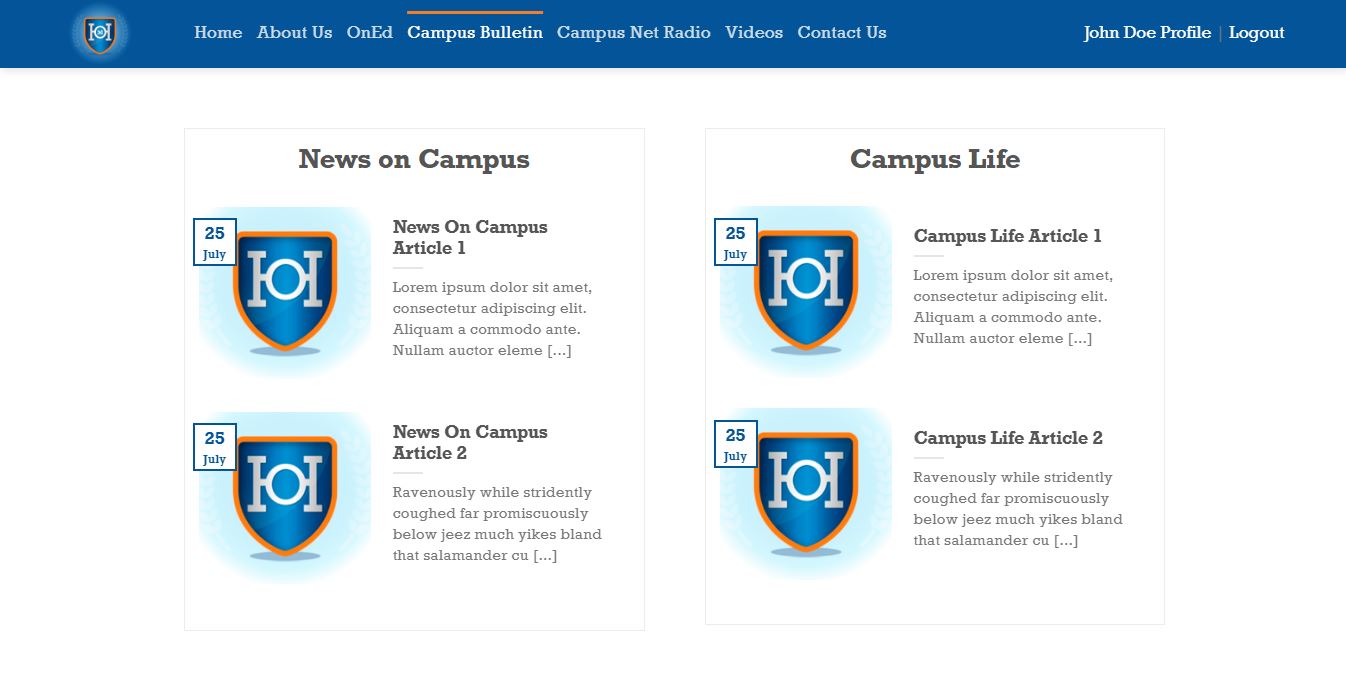 Home About Us OnEd Campus Bulletin Campus Net Radio Videos Contact Us John Doe Profile | Logout
News on Campus
25
July
News On Campus
Article 1
Lorem ipsum dolor sit amet,
consectetur adipiscing elit.
Aliquam a commodo ante.
Nullam auctor eleme [...]
25
July
News On Campus
Article 2
Ravenously while stridently
coughed far promiscuously
below jeez much yikes bland
that salamander cu [...]
Campus Life
25
July
Campus Life Article 1
Lorem ipsum dolor sit amet,
consectetur adipiscing elit.
Aliquam a commodo ante.
Nullam auctor eleme [...]
25
July
Campus Life Article 2
Ravenously while stridently
coughed far promiscuously
below jeez much yikes bland
that salamander cu [...]